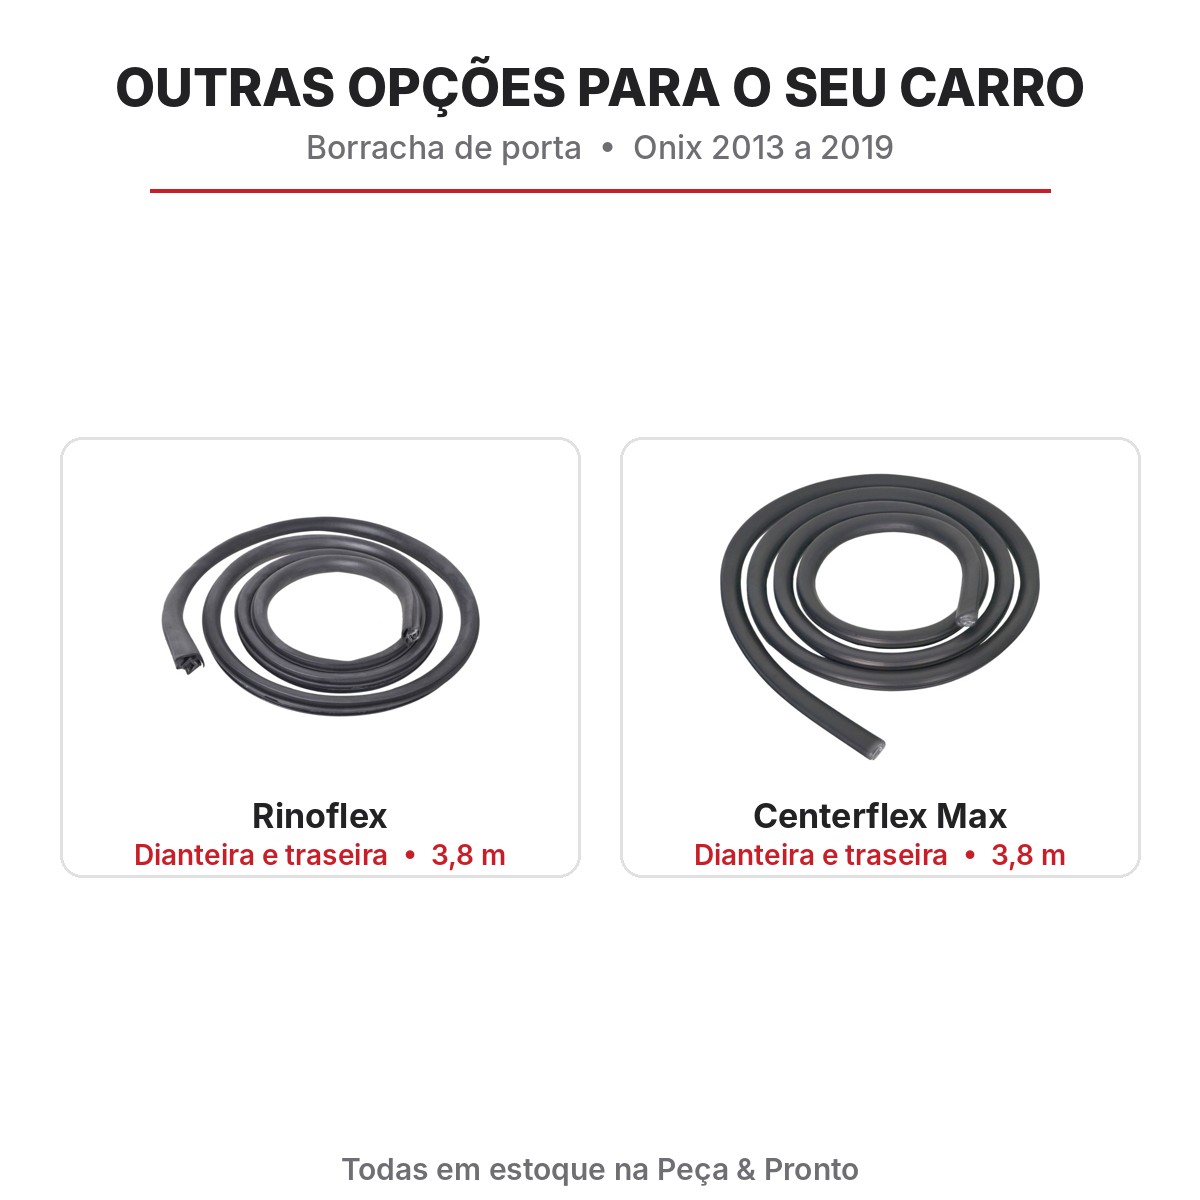 OUTRAS OPÇÕES PARA O SEU CARRO
Borracha de porta • Onix 2013 a 2019
Rinoflex
Dianteira e traseira • 3,8 m
Centerflex Max
Dianteira e traseira • 3,8 m
Todas em estoque na Peça & Pronto